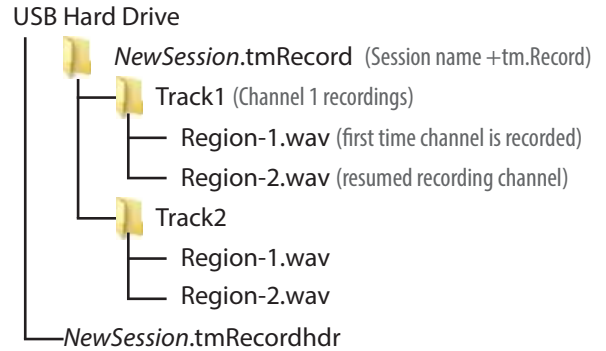 USB Hard Drive
NewSession.tmRecord (Session name +tm.Record)
Track1 (Channel 1 recordings)
Region-1.wav (first time channel is recorded)
Region-2.wav (resumed recording channel)
Track2
Region-1.wav
Region-2.wav
NewSession.tmRecordhdr